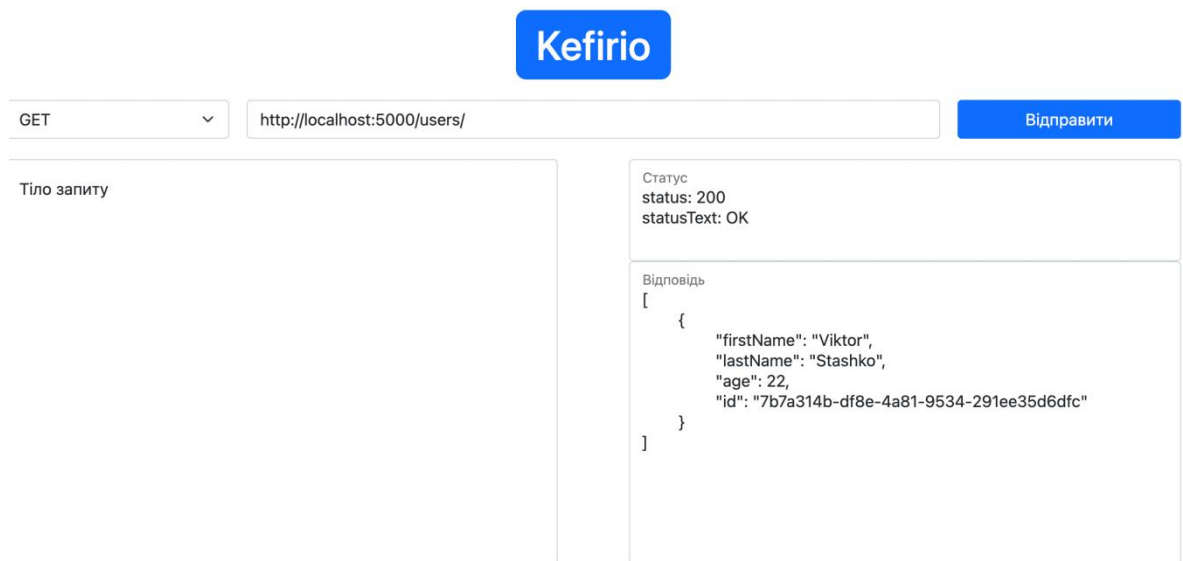 Kefirio
GET
http://localhost:5000/users/
Відправити
Тіло запиту
Статус
status: 200
statusText: OK
Відповідь
[
{
"firstName": "Viktor",
"lastName": "Stashko",
"age": 22,
"id": "7b7a314b-df8e-4a81-9534-291ee35d6dfc"
}
]